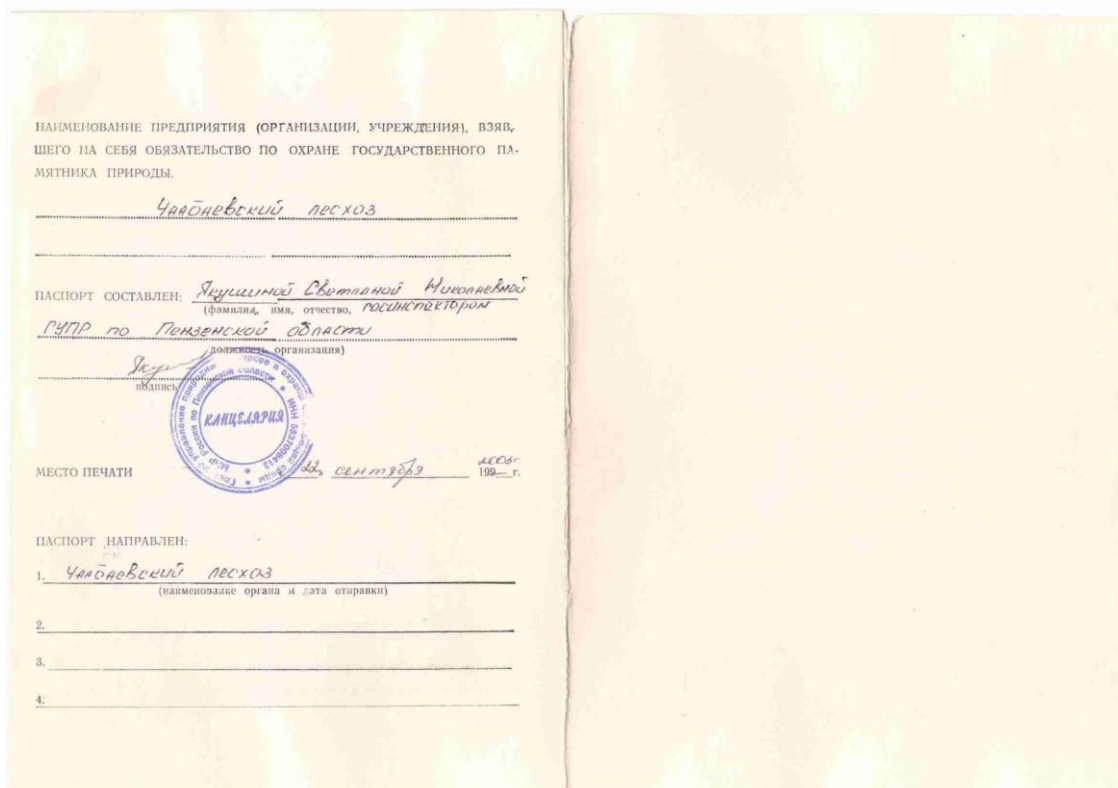 НАИМЕНОВАНИЕ ПРЕДПРИЯТИЯ (ОРГАНИЗАЦИИ, УЧРЕЖДЕНИЯ), ВЗЯВ-
ШЕГО НА СЕБЯ ОБЯЗАТЕЛЬСТВО ПО ОХРАНЕ ГОСУДАРСТВЕННОГО ПА-
МЯТНИКА ПРИРОДЫ.
лесхоз
ПАСПОРТ СОСТАВЛЕН: Якушиной Светланой Николаевной
(фамилия, имя, отчество, госинспектором
ГУПР по Пензенской области
должность, организация)
подпись
КАНЦЕЛЯРИЯ
МЕСТО ПЕЧАТИ 22 сентября 199 г.
ПАСПОРТ НАПРАВЛЕН:
1. лесхоз
(наименование органа и дата отправки)
2.
3.
4.